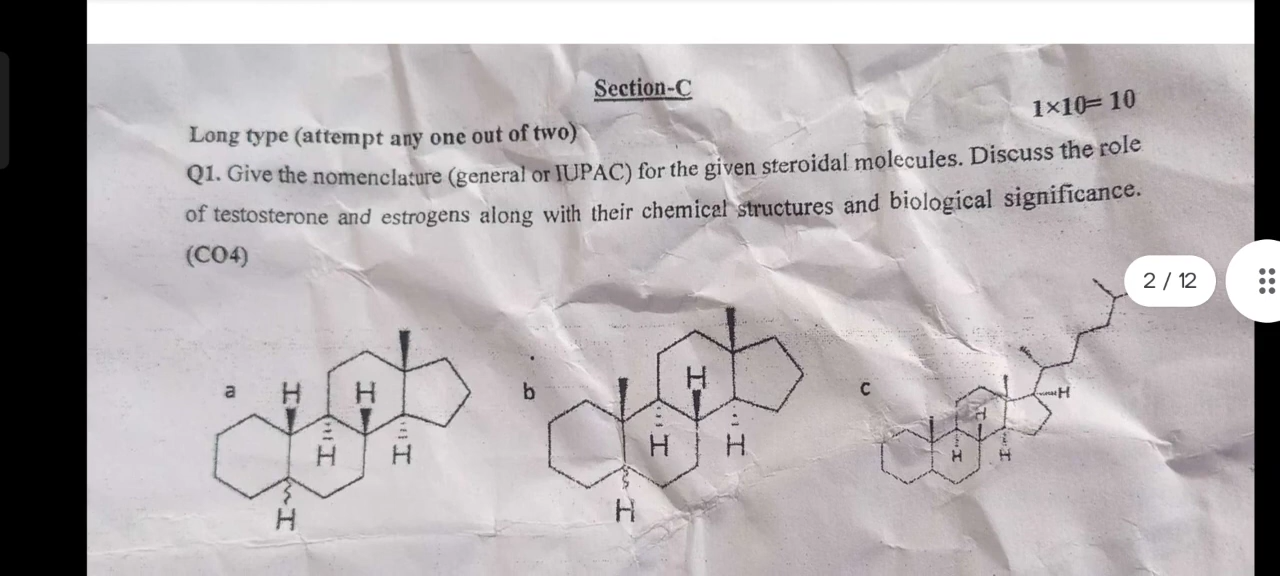 Section-C
1×10= 10
Long type (attempt any one out of two)
Q1. Give the nomenclature (general or IUPAC) for the given steroidal molecules. Discuss the role
of testosterone and estrogens along with their chemical structures and biological significance.
(CO4)
2 / 12
a H H H H H
b H H H H
c H H H H